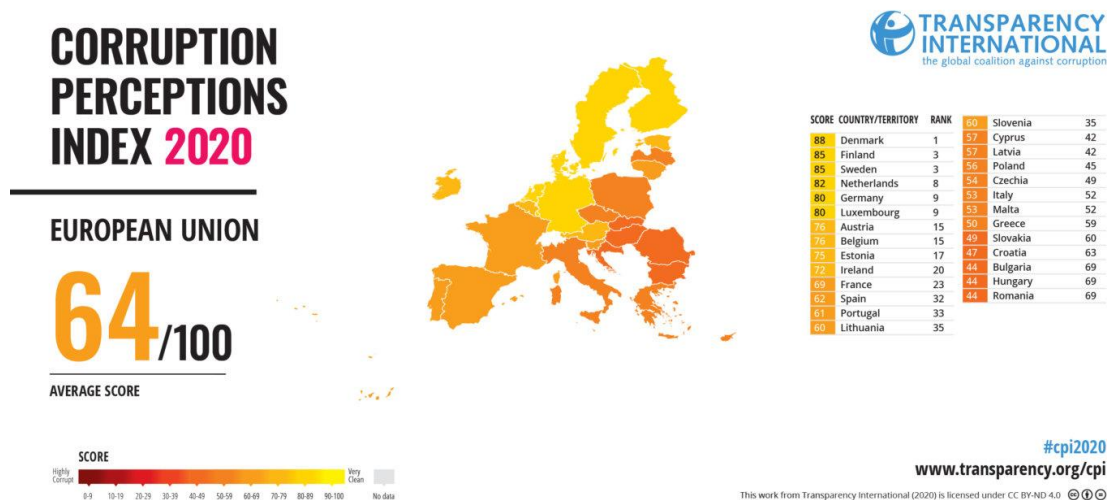 CORRUPTION
PERCEPTIONS
INDEX 2020
EUROPEAN UNION
64/100
AVERAGE SCORE
TRANSPARENCY
INTERNATIONAL
the global coalition against corruption
SCORE COUNTRY/TERRITORY RANK
88 Denmark 1
85 Finland 3
85 Sweden 3
82 Netherlands 8
80 Germany 9
80 Luxembourg 9
76 Austria 15
76 Belgium 15
75 Estonia 17
72 Ireland 20
69 France 23
62 Spain 32
61 Portugal 33
60 Lithuania 35
60 Slovenia 35
57 Cyprus 42
57 Latvia 42
56 Poland 45
54 Czechia 49
53 Italy 52
53 Malta 52
50 Greece 59
49 Slovakia 60
47 Croatia 63
44 Bulgaria 69
44 Hungary 69
44 Romania 69
SCORE
Highly
Corrupt
Very
Clean
0-9 10-19 20-29 30-39 40-49 50-59 60-69 70-79 80-89 90-100 No data
#cpi2020
www.transparency.org/cpi
This work from Transparency International (2020) is licensed under CC BY-ND 4.0